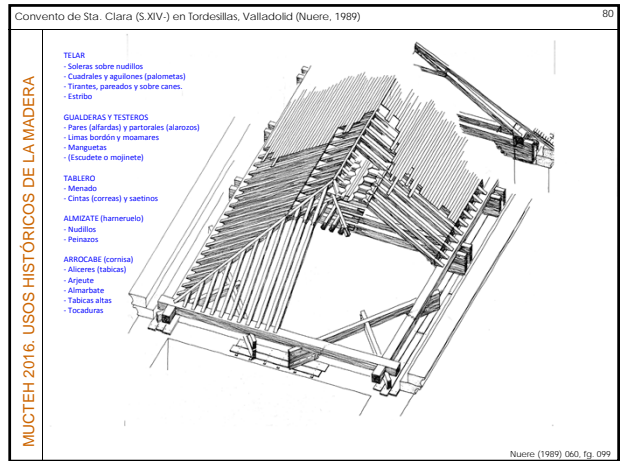 Convento de Sta. Clara (S.XIV-) en Tordesillas, Valladolid (Nuere, 1989)
80
MUCTEH 2016. USOS HISTÓRICOS DE LA MADERA
TELAR
- Soleras sobre nudillos
- Cuadrales y aguilones (palometas)
- Tirantes, pareados y sobre canes.
- Estribo
GUALDERAS Y TESTEROS
- Pares (alfardas) y partorales (alarozos)
- Limas bordón y moamares
- Manguetas
- (Escudete o mojinete)
TABLERO
- Menado
- Cintas (correas) y saetinos
ALMIZATE (harneruelo)
- Nudillos
- Peinazos
ARROCABE (cornisa)
- Aliceres (tabicas)
- Arjeute
- Almarbate
- Tabicas altas
- Tocaduras
Nuere (1989) 060, fg. 099